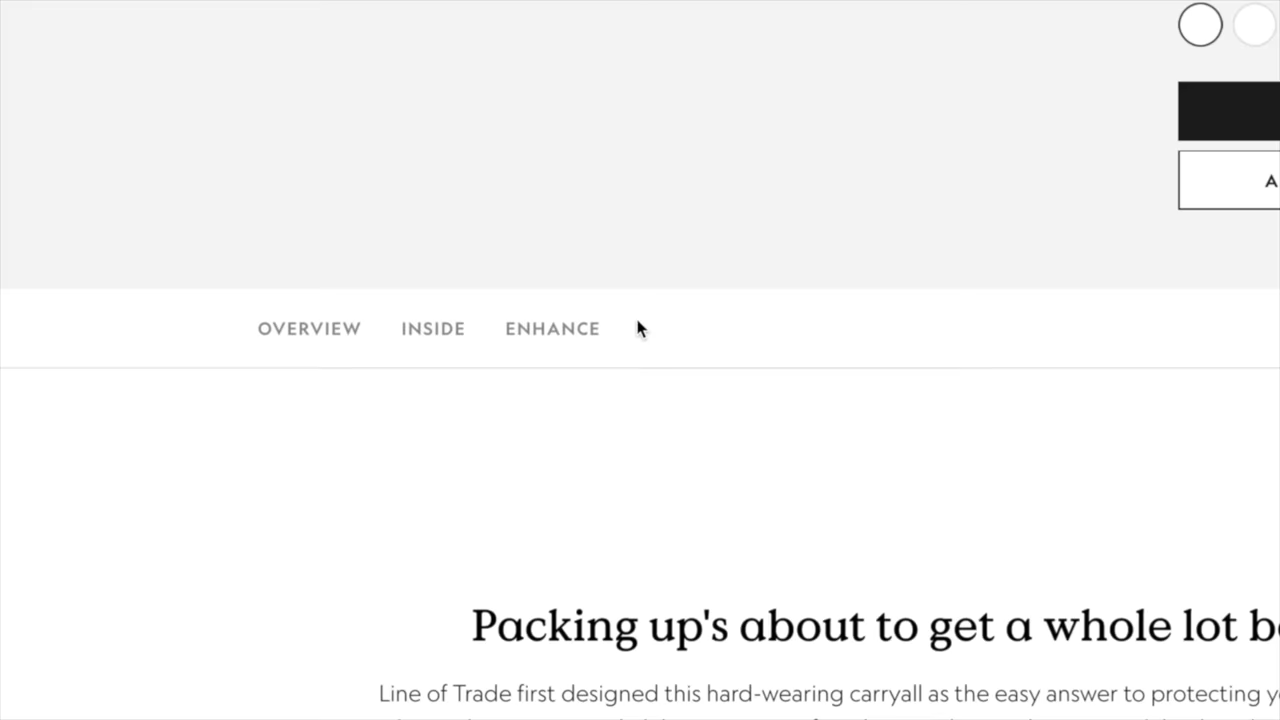 A
OVERVIEW INSIDE ENHANCE
Packing up's about to get a whole lot
Line of Trade first designed this hard-wearing carryall as the easy answer to protecting